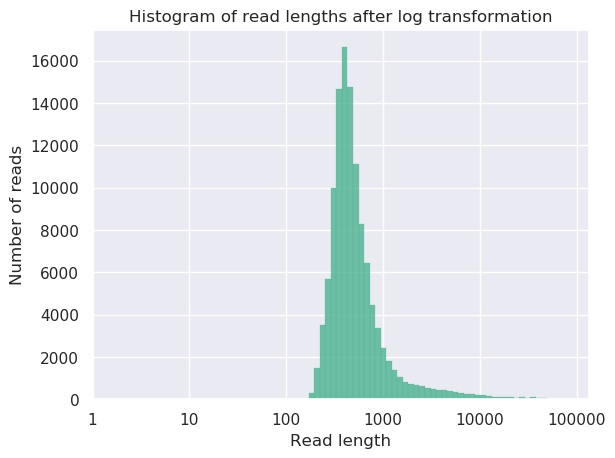 Histogram of read lengths after log transformation
16000
14000
12000
10000
8000
6000
4000
2000
0
Number of reads
1 10 100 1000 10000 100000
Read length